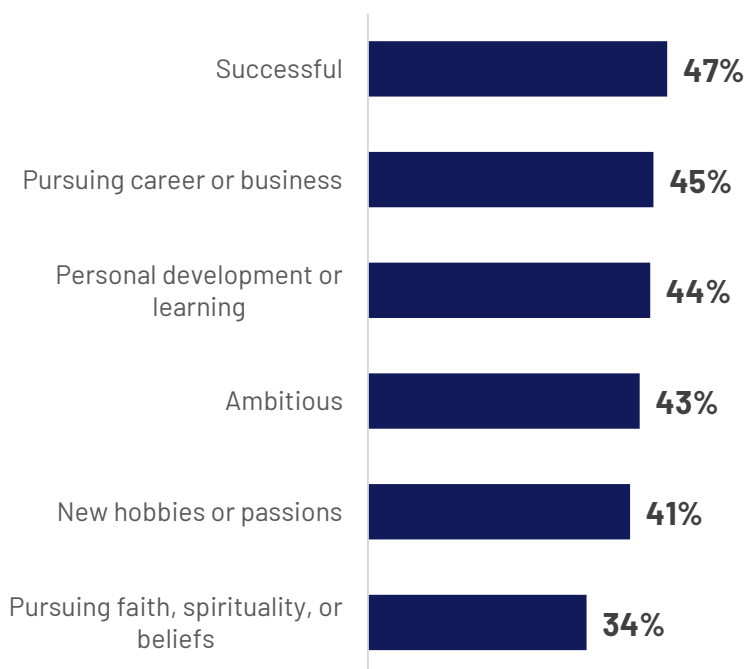 Successful
47%
Pursuing career or business
45%
Personal development or
learning
44%
Ambitious
43%
New hobbies or passions
41%
Pursuing faith, spirituality, or
beliefs
34%